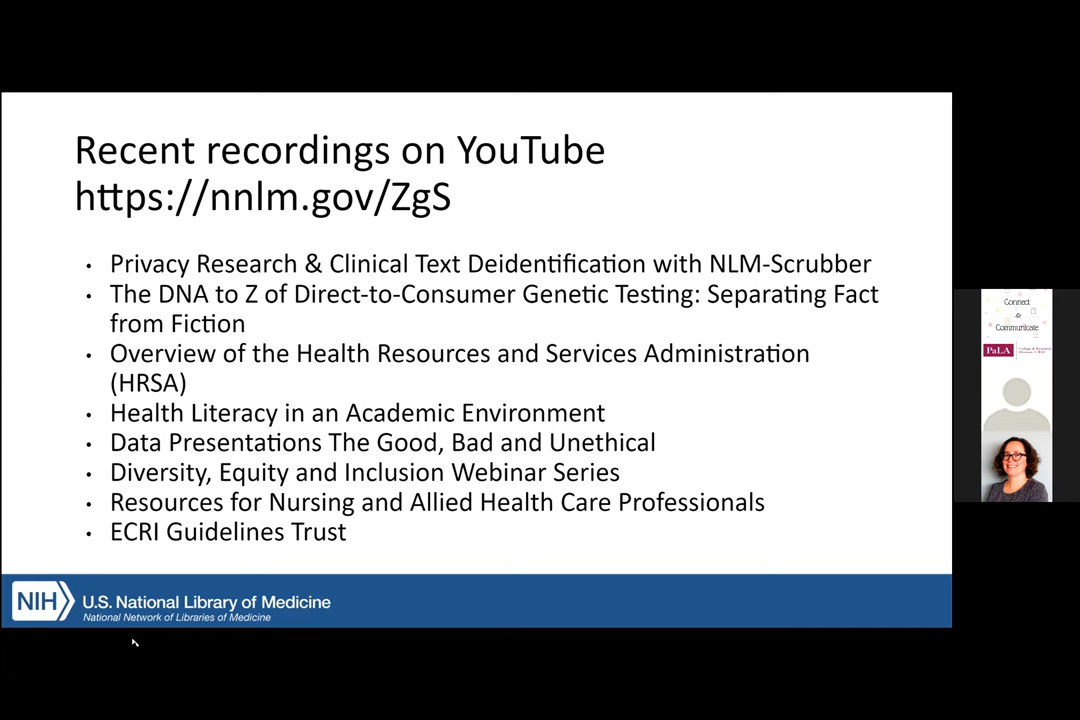 Recent recordings on YouTube
https://nnlm.gov/ZgS
• Privacy Research & Clinical Text Deidentification with NLM-Scrubber
• The DNA to Z of Direct-to-Consumer Genetic Testing: Separating Fact
from Fiction
• Overview of the Health Resources and Services Administration
(HRSA)
• Health Literacy in an Academic Environment
• Data Presentations The Good, Bad and Unethical
• Diversity, Equity and Inclusion Webinar Series
• Resources for Nursing and Allied Health Care Professionals
• ECRI Guidelines Trust
NIH U.S. National Library of Medicine
National Network of Libraries of Medicine
Connect
&
Communicate
PaLA College & Research